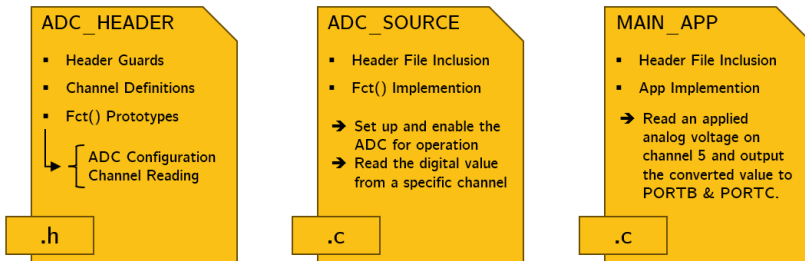 ADC_HEADER
▪ Header Guards
▪ Channel Definitions
▪ Fct() Prototypes
ADC Configuration
Channel Reading
.h
ADC_SOURCE
▪ Header File Inclusion
▪ Fct() Implemention
➔ Set up and enable the
ADC for operation
➔ Read the digital value
from a specific channel
.c
MAIN_APP
▪ Header File Inclusion
▪ App Implemention
➔ Read an applied
analog voltage on
channel 5 and output
the converted value to
PORTB & PORTC.
.c